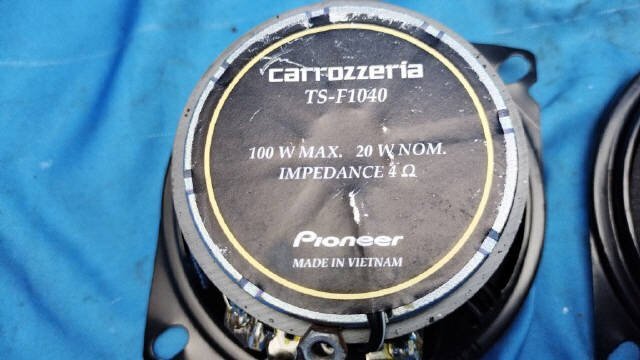 carrozzeria
TS-F1040
100 W MAX. 20 W NOM.
IMPEDANCE 4 Ω
Pioneer
MADE IN VIETNAM